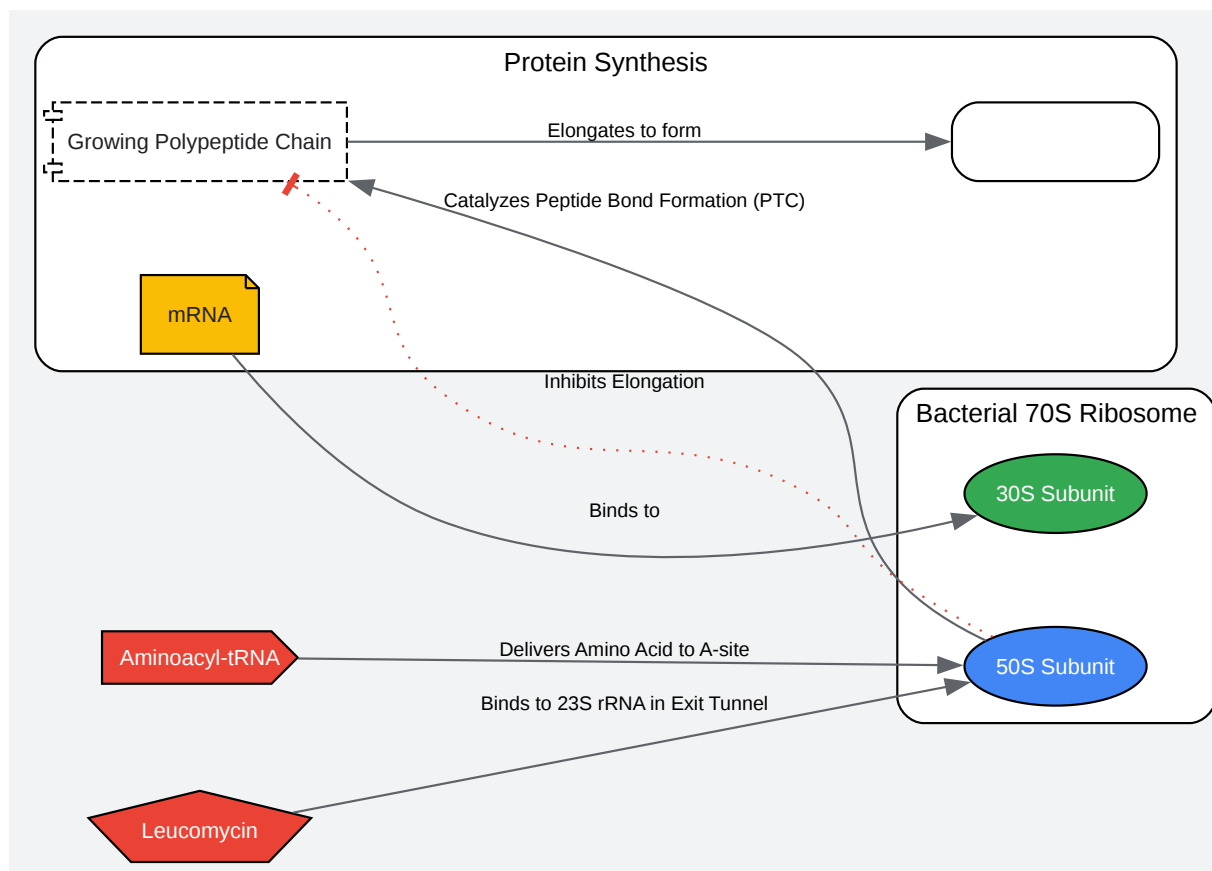 Protein Synthesis
Growing Polypeptide Chain
Elongates to form
Catalyzes Peptide Bond Formation (PTC)
mRNA
Inhibits Elongation
Bacterial 70S Ribosome
30S Subunit
Binds to
Aminoacyl-tRNA
Delivers Amino Acid to A-site
50S Subunit
Binds to 23S rRNA in Exit Tunnel
Leucomycin